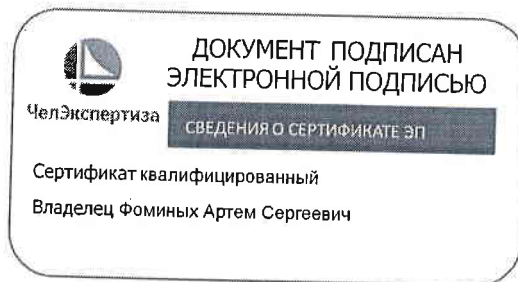 ДОКУМЕНТ ПОДПИСАН
ЭЛЕКТРОННОЙ ПОДПИСЬЮ
ЧелЭкспертиза
СВЕДЕНИЯ О СЕРТИФИКАТЕ ЭП
Сертификат квалифицированный
Владелец Фоминых Артем Сергеевич